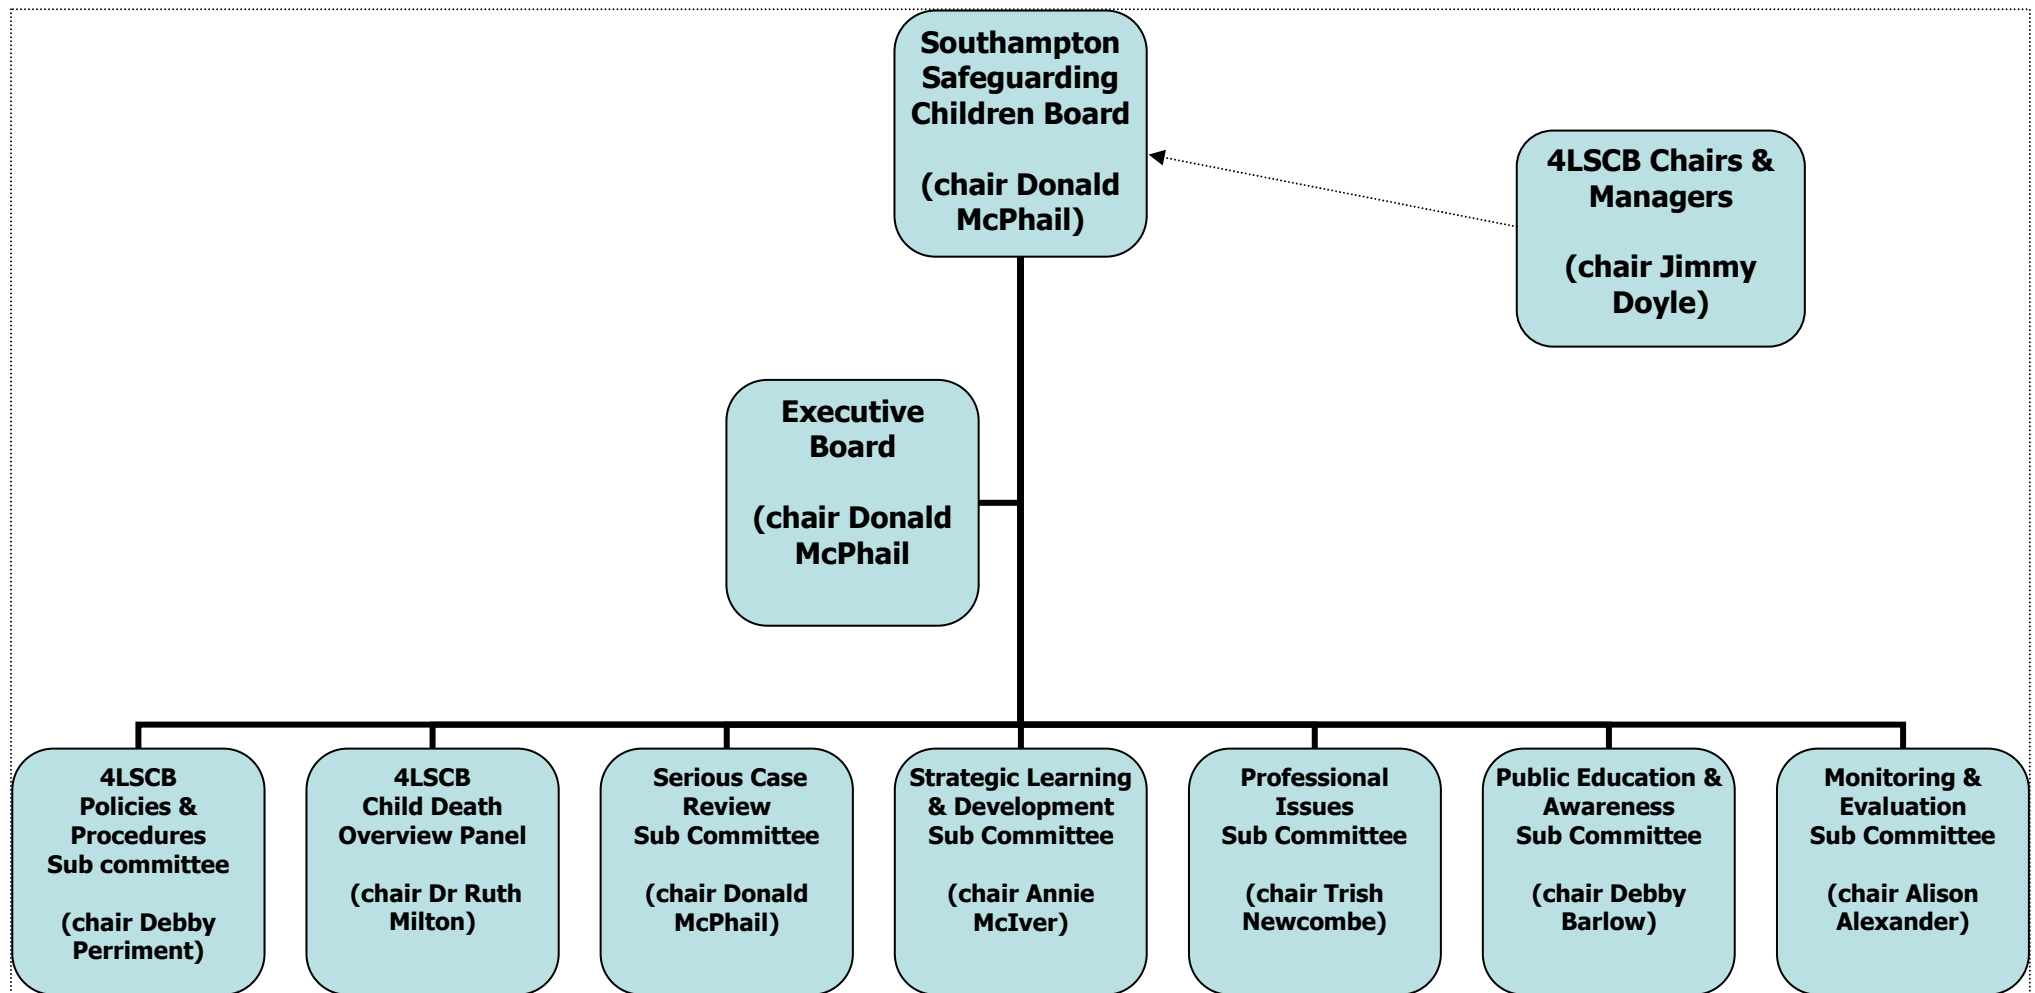 Southampton
Safeguarding
Children Board
(chair Donald
McPhail)
4LSCB Chairs &
Managers
(chair Jimmy
Doyle)
Executive
Board
(chair Donald
McPhail
4LSCB
Policies &
Procedures
Sub committee
(chair Debby
Perriment)
4LSCB
Child Death
Overview Panel
(chair Dr Ruth
Milton)
Serious Case
Review
Sub Committee
(chair Donald
McPhail)
Strategic Learning
& Development
Sub Committee
(chair Annie
McIver)
Professional
Issues
Sub Committee
(chair Trish
Newcombe)
Public Education &
Awareness
Sub Committee
(chair Debby
Barlow)
Monitoring &
Evaluation
Sub Committee
(chair Alison
Alexander)